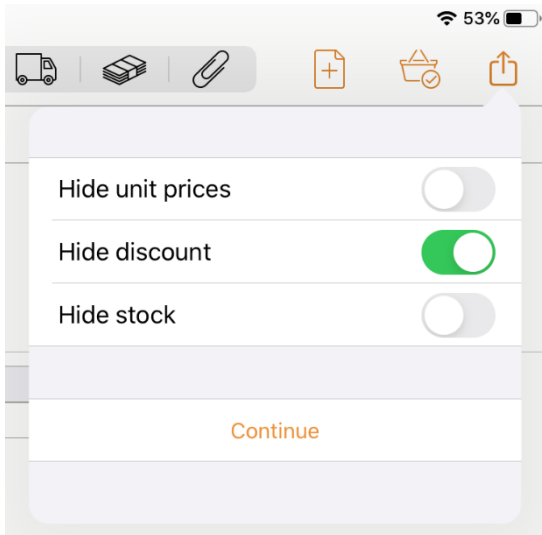 53%
Hide unit prices
Hide discount
Hide stock
Continue